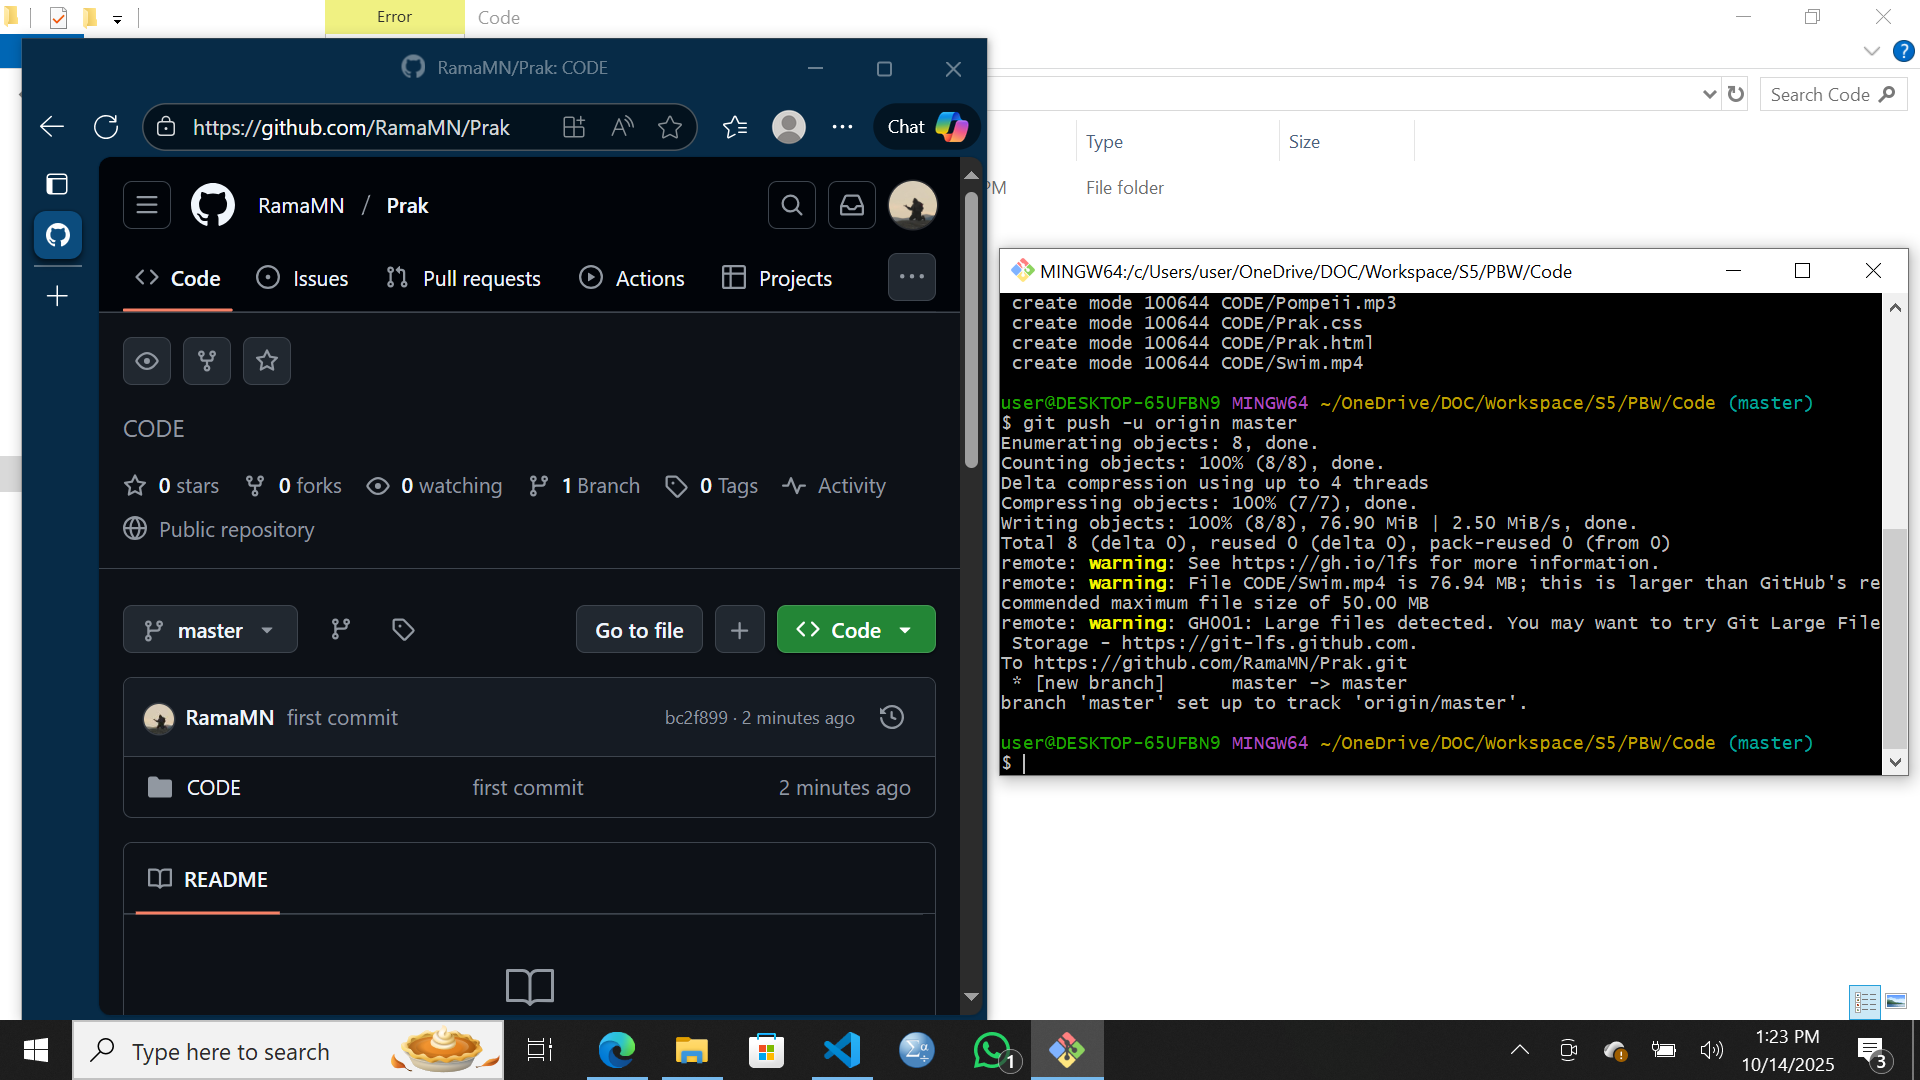 Error
Code
RamaMN/Prak: CODE
https://github.com/RamaMN/Prak
Chat
Search Code
Type
Size
PM
File folder
RamaMN / Prak
Code
Issues
Pull requests
Actions
Projects
CODE
0 stars
0 forks
0 watching
1 Branch
0 Tags
Activity
Public repository
master
Go to file
Code
RamaMN first commit
bc2f899 · 2 minutes ago
CODE
first commit
2 minutes ago
README
MINGW64:/c/Users/user/OneDrive/DOC/Workspace/S5/PBW/Code
create mode 100644 CODE/Pompeii.mp3
create mode 100644 CODE/Prak.css
create mode 100644 CODE/Prak.html
create mode 100644 CODE/Swim.mp4
user@DESKTOP-65UFBN9 MINGW64 ~/OneDrive/DOC/Workspace/S5/PBW/Code (master)
$ git push -u origin master
Enumerating objects: 8, done.
Counting objects: 100% (8/8), done.
Delta compression using up to 4 threads
Compressing objects: 100% (7/7), done.
Writing objects: 100% (8/8), 76.90 MiB | 2.50 MiB/s, done.
Total 8 (delta 0), reused 0 (delta 0), pack-reused 0 (from 0)
remote: warning: See https://gh.io/lfs for more information.
remote: warning: File CODE/Swim.mp4 is 76.94 MB; this is larger than GitHub's re
commended maximum file size of 50.00 MB
remote: warning: GH001: Large files detected. You may want to try Git Large File
Storage - https://git-lfs.github.com.
To https://github.com/RamaMN/Prak.git
* [new branch]      master -> master
branch 'master' set up to track 'origin/master'.
user@DESKTOP-65UFBN9 MINGW64 ~/OneDrive/DOC/Workspace/S5/PBW/Code (master)
$
Type here to search
1
1:23 PM
10/14/2025
3